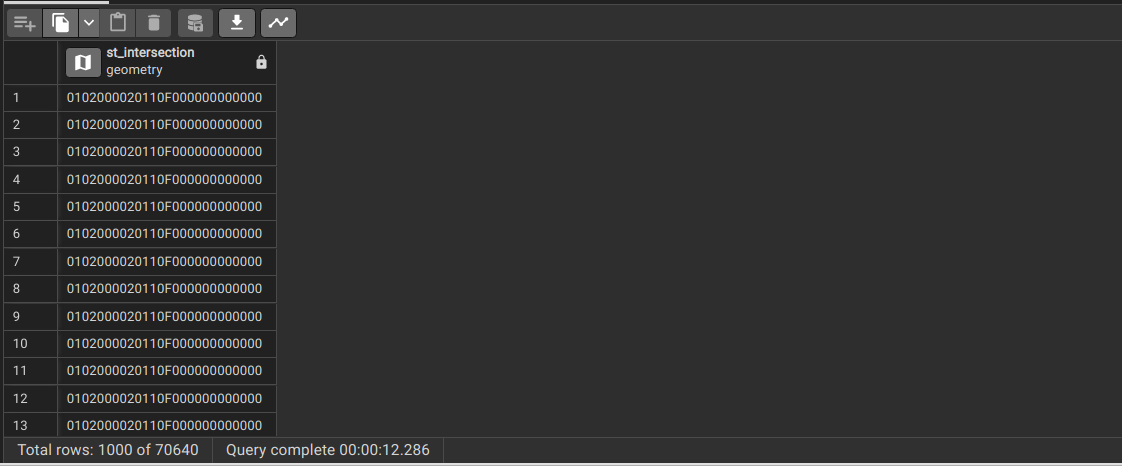 st_intersection
geometry
1 0102000020110F000000000000
2 0102000020110F000000000000
3 0102000020110F000000000000
4 0102000020110F000000000000
5 0102000020110F000000000000
6 0102000020110F000000000000
7 0102000020110F000000000000
8 0102000020110F000000000000
9 0102000020110F000000000000
10 0102000020110F000000000000
11 0102000020110F000000000000
12 0102000020110F000000000000
13 0102000020110F000000000000
Total rows: 1000 of 70640 Query complete 00:00:12.286